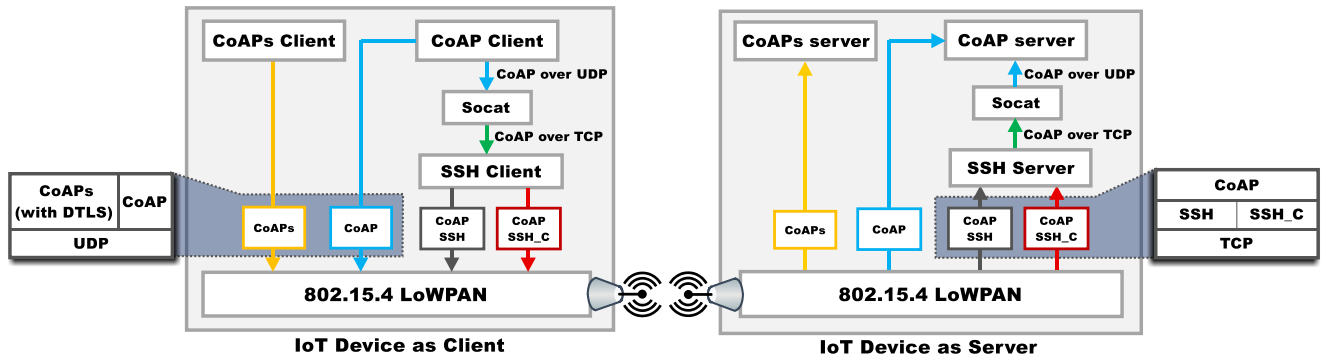 CoAPs Client
CoAP Client
CoAP over UDP
Socat
CoAP over TCP
SSH Client
CoAPs
(with DTLS)
CoAP
UDP
CoAPs
CoAP
CoAP
SSH
CoAP
SSH_C
802.15.4 LoWPAN
IoT Device as Client
CoAPs server
CoAP server
CoAP over UDP
Socat
CoAP over TCP
SSH Server
CoAPs
CoAP
CoAP
SSH
CoAP
SSH_C
CoAP
SSH
SSH_C
TCP
802.15.4 LoWPAN
IoT Device as Server